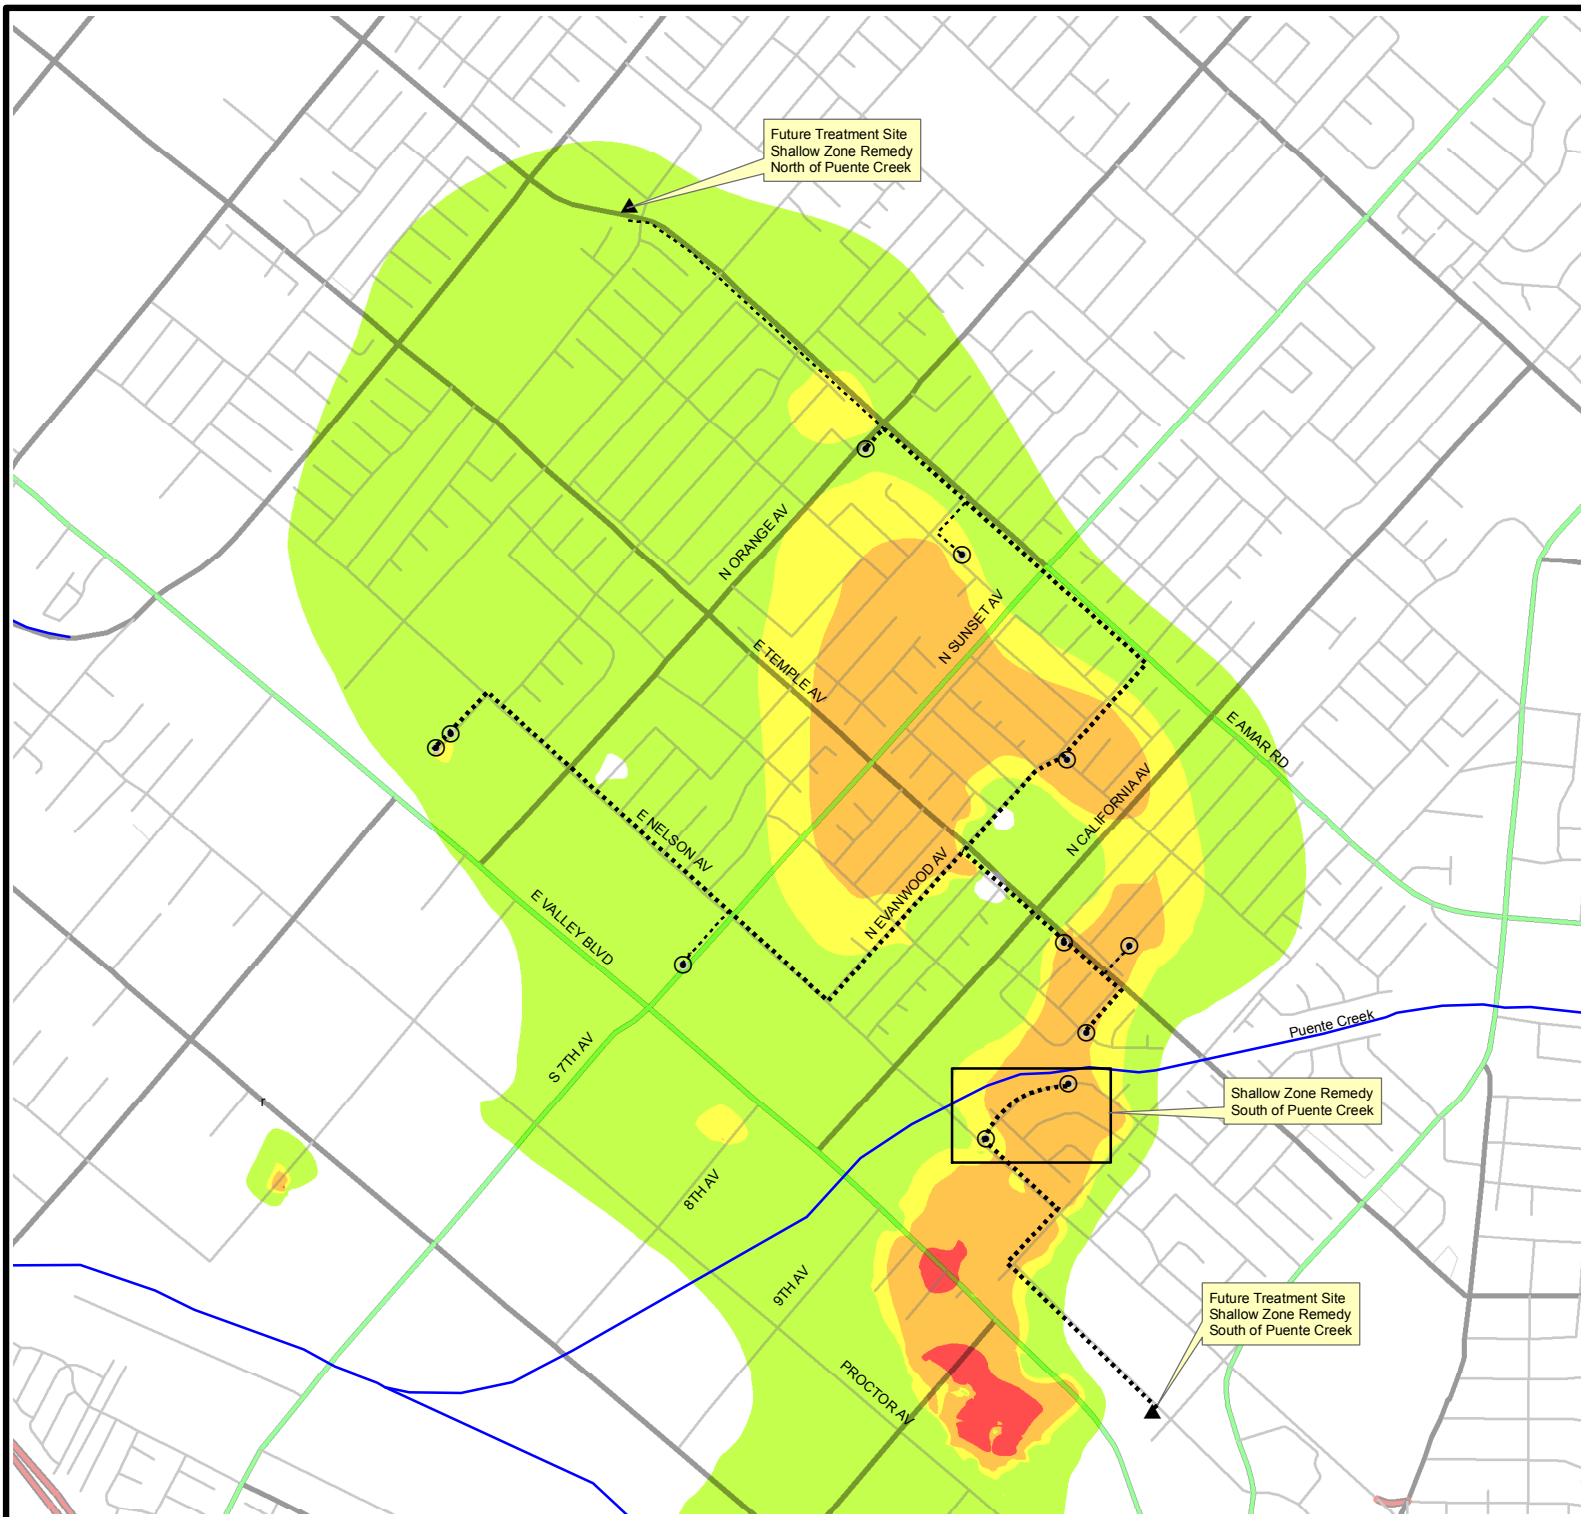 Future Treatment Site
Shallow Zone Remedy
North of Puente Creek
N ORANGE AV
N SUNSET AV
E TEMPLE AV
E AMAR RD
N CALIFORNIA AV
E NELSON AV
N EVANWOOD AV
E VALLEY BLVD
Puente Creek
S 7TH AV
Shallow Zone Remedy
South of Puente Creek
r
8TH AV
9TH AV
Future Treatment Site
Shallow Zone Remedy
South of Puente Creek
PROCTOR AV